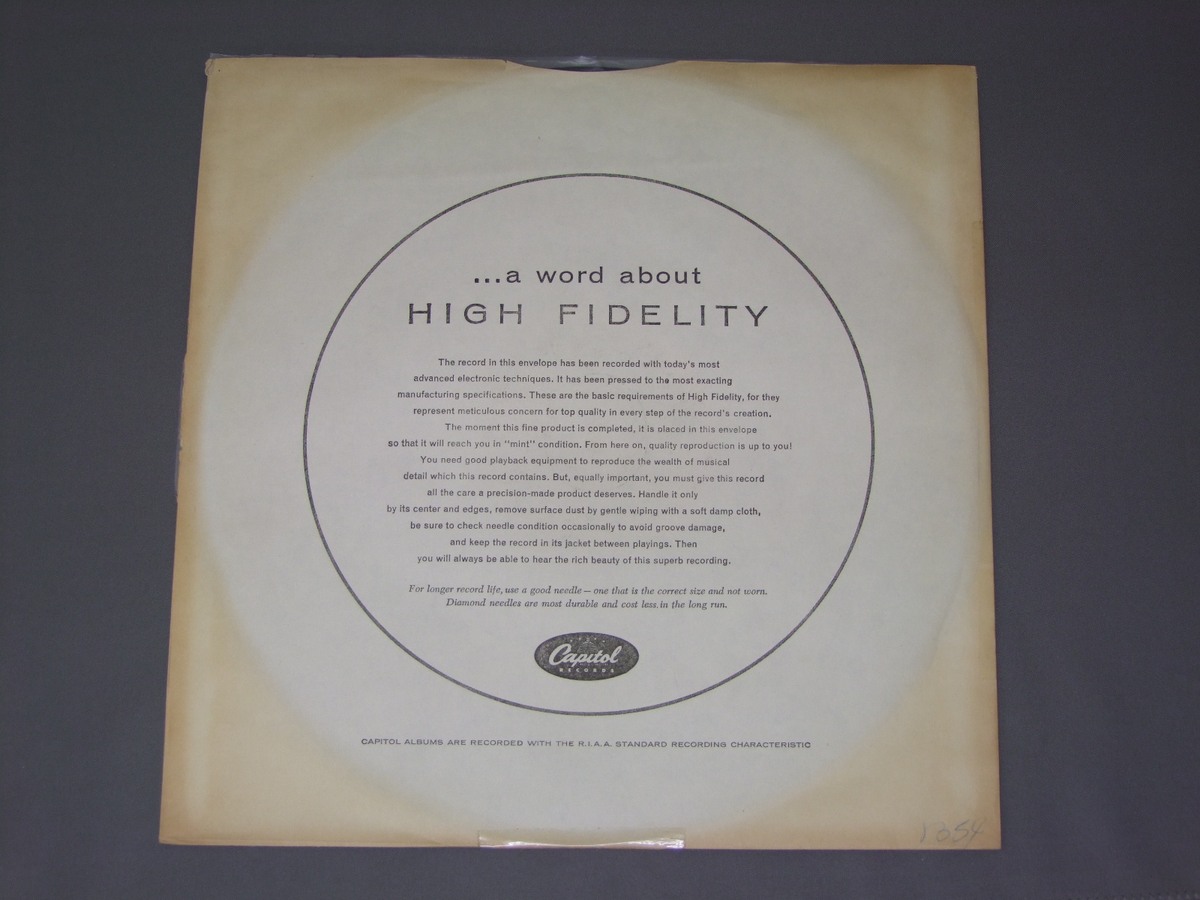 ...a word about
HIGH FIDELITY
The record in this envelope has been recorded with today's most
advanced electronic techniques. It has been pressed to the most exacting
manufacturing specifications. These are the basic requirements of High Fidelity, for they
represent meticulous concern for top quality in every step of the record's creation.
The moment this fine product is completed, it is placed in this envelope
so that it will reach you in "mint" condition. From here on, quality reproduction is up to you!
You need good playback equipment to reproduce the wealth of musical
detail which this record contains. But, equally important, you must give this record
all the care a precision-made product deserves. Handle it only
by its center and edges, remove surface dust by gentle wiping with a soft damp cloth,
be sure to check needle condition occasionally to avoid groove damage,
and keep the record in its jacket between playings. Then
you will always be able to hear the rich beauty of this superb recording.
For longer record life, use a good needle — one that is the correct size and not worn.
Diamond needles are most durable and cost less in the long run.
Capitol
RECORDS
CAPITOL ALBUMS ARE RECORDED WITH THE R.I.A.A. STANDARD RECORDING CHARACTERISTIC